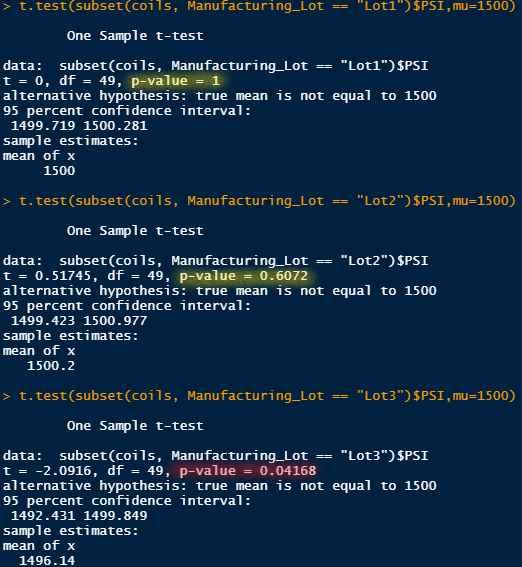 > t.test(subset(coils, Manufacturing_Lot == "Lot1")$PSI,mu=1500)
One Sample t-test
data:  subset(coils, Manufacturing_Lot == "Lot1")$PSI
t = 0, df = 49, p-value = 1
alternative hypothesis: true mean is not equal to 1500
95 percent confidence interval:
1499.719 1500.281
sample estimates:
mean of x
1500
> t.test(subset(coils, Manufacturing_Lot == "Lot2")$PSI,mu=1500)
One Sample t-test
data:  subset(coils, Manufacturing_Lot == "Lot2")$PSI
t = 0.51745, df = 49, p-value = 0.6072
alternative hypothesis: true mean is not equal to 1500
95 percent confidence interval:
1499.423 1500.977
sample estimates:
mean of x
1500.2
> t.test(subset(coils, Manufacturing_Lot == "Lot3")$PSI,mu=1500)
One Sample t-test
data:  subset(coils, Manufacturing_Lot == "Lot3")$PSI
t = -2.0916, df = 49, p-value = 0.04168
alternative hypothesis: true mean is not equal to 1500
95 percent confidence interval:
1492.431 1499.849
sample estimates:
mean of x
1496.14